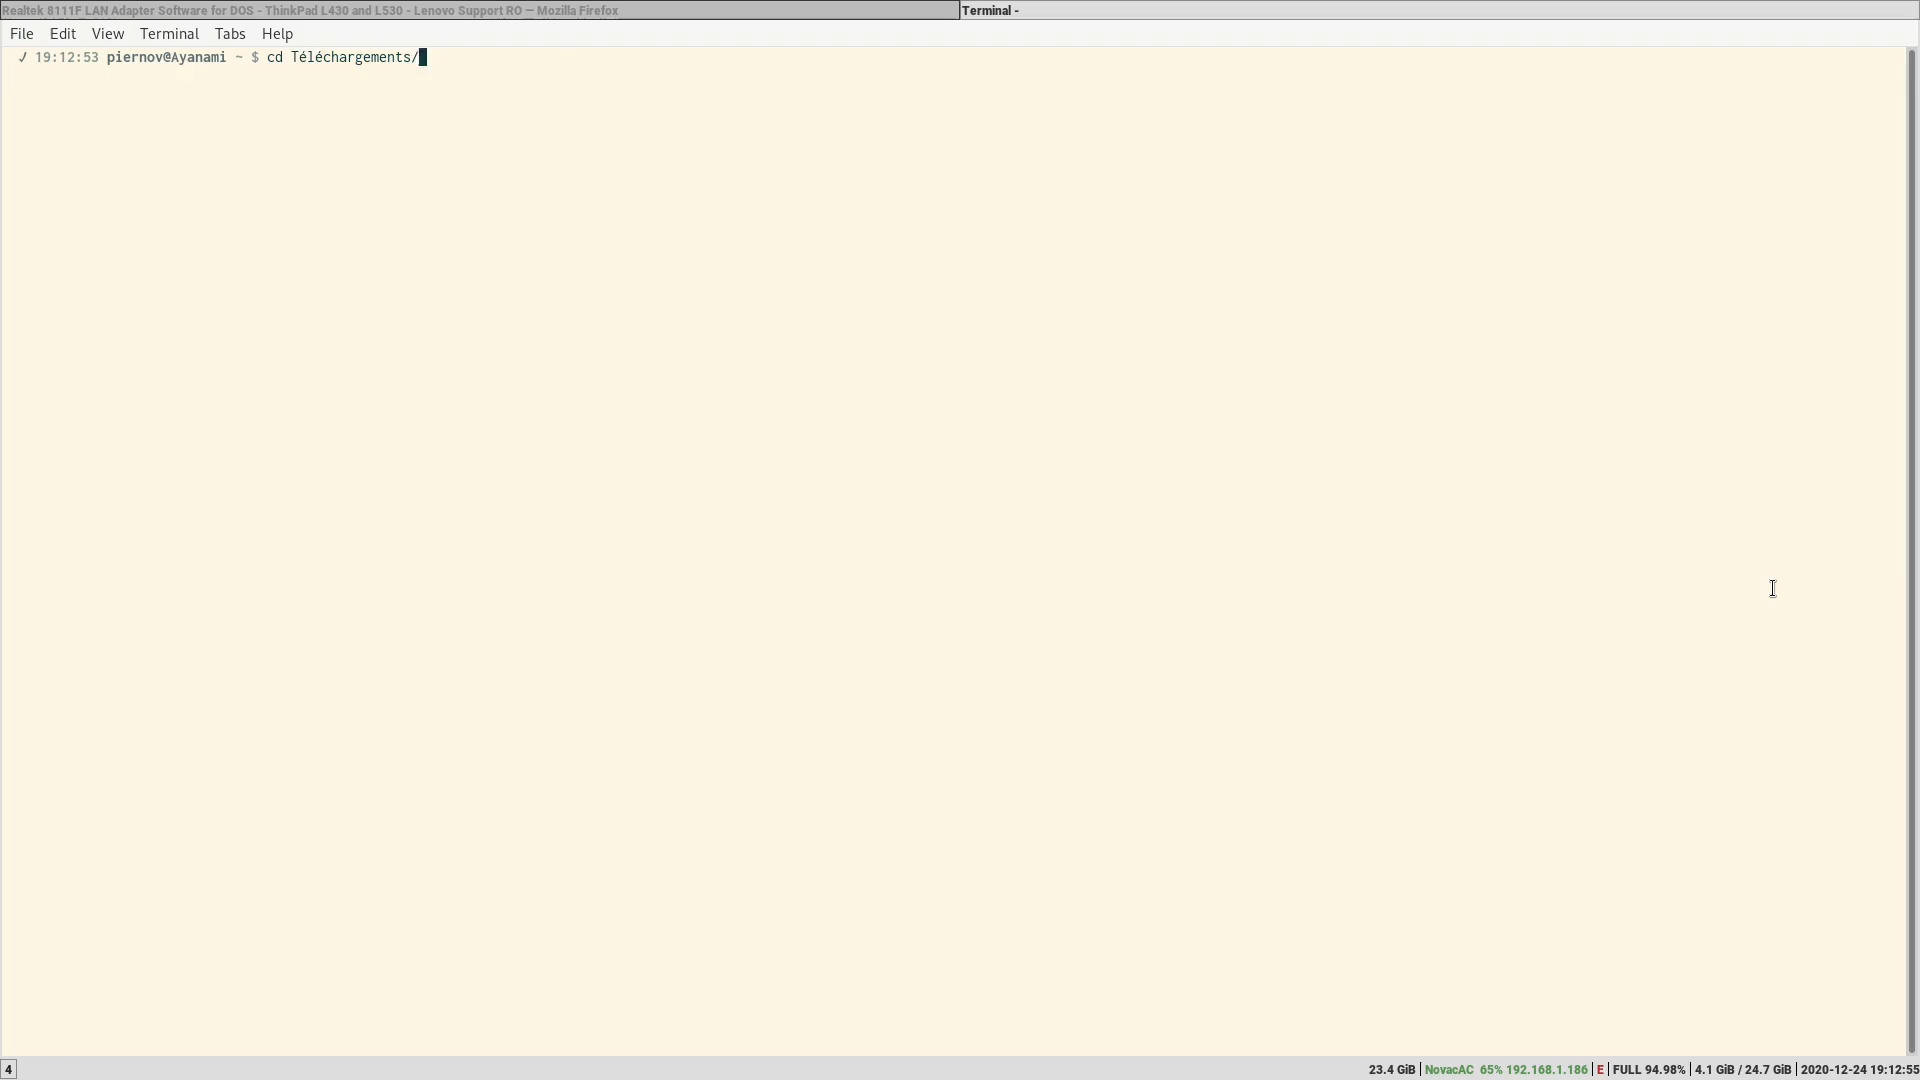 Realtek 8111F LAN Adapter Software for DOS - ThinkPad L430 and L530 - Lenovo Support RO — Mozilla Firefox
Terminal -
File Edit View Terminal Tabs Help
✓ 19:12:53 piernov@Ayanami ~ $ cd Téléchargements/
4
23.4 GiB | NovacAC 65% 192.168.1.186 | E | FULL 94.98% | 4.1 GiB / 24.7 GiB | 2020-12-24 19:12:55